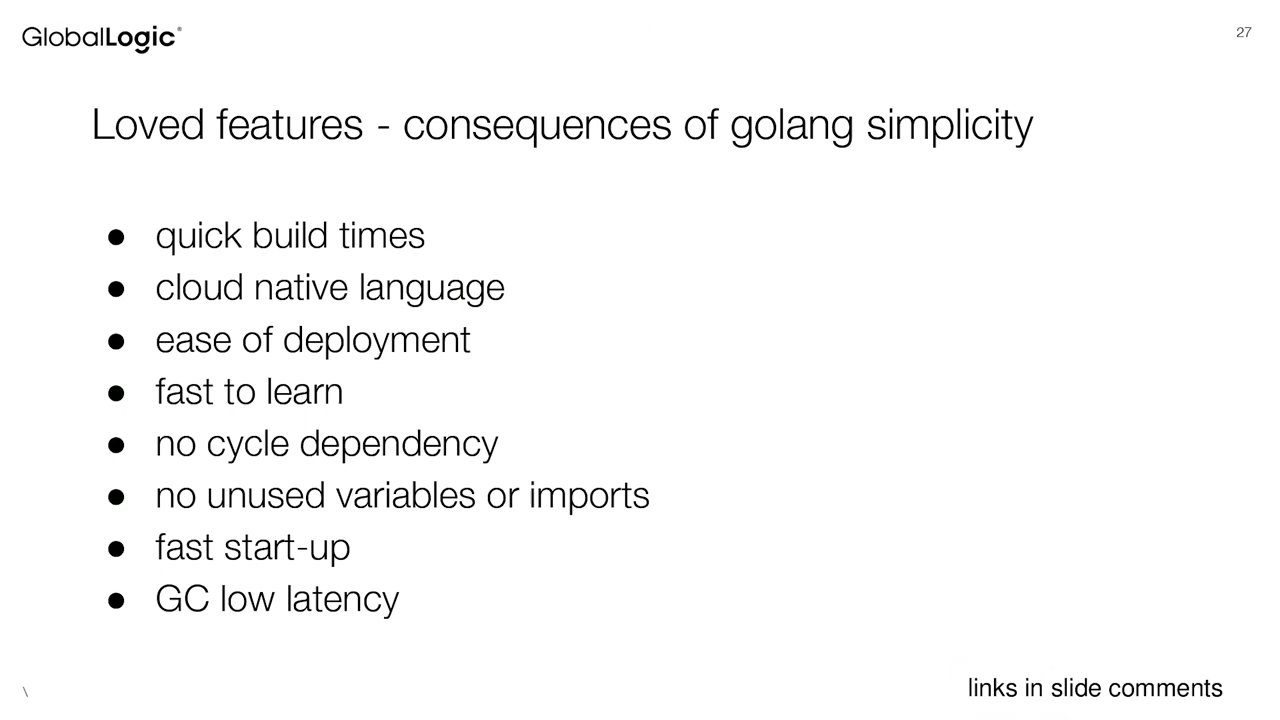 GlobalLogic®
27
Loved features - consequences of golang simplicity
● quick build times
● cloud native language
● ease of deployment
● fast to learn
● no cycle dependency
● no unused variables or imports
● fast start-up
● GC low latency
\
links in slide comments